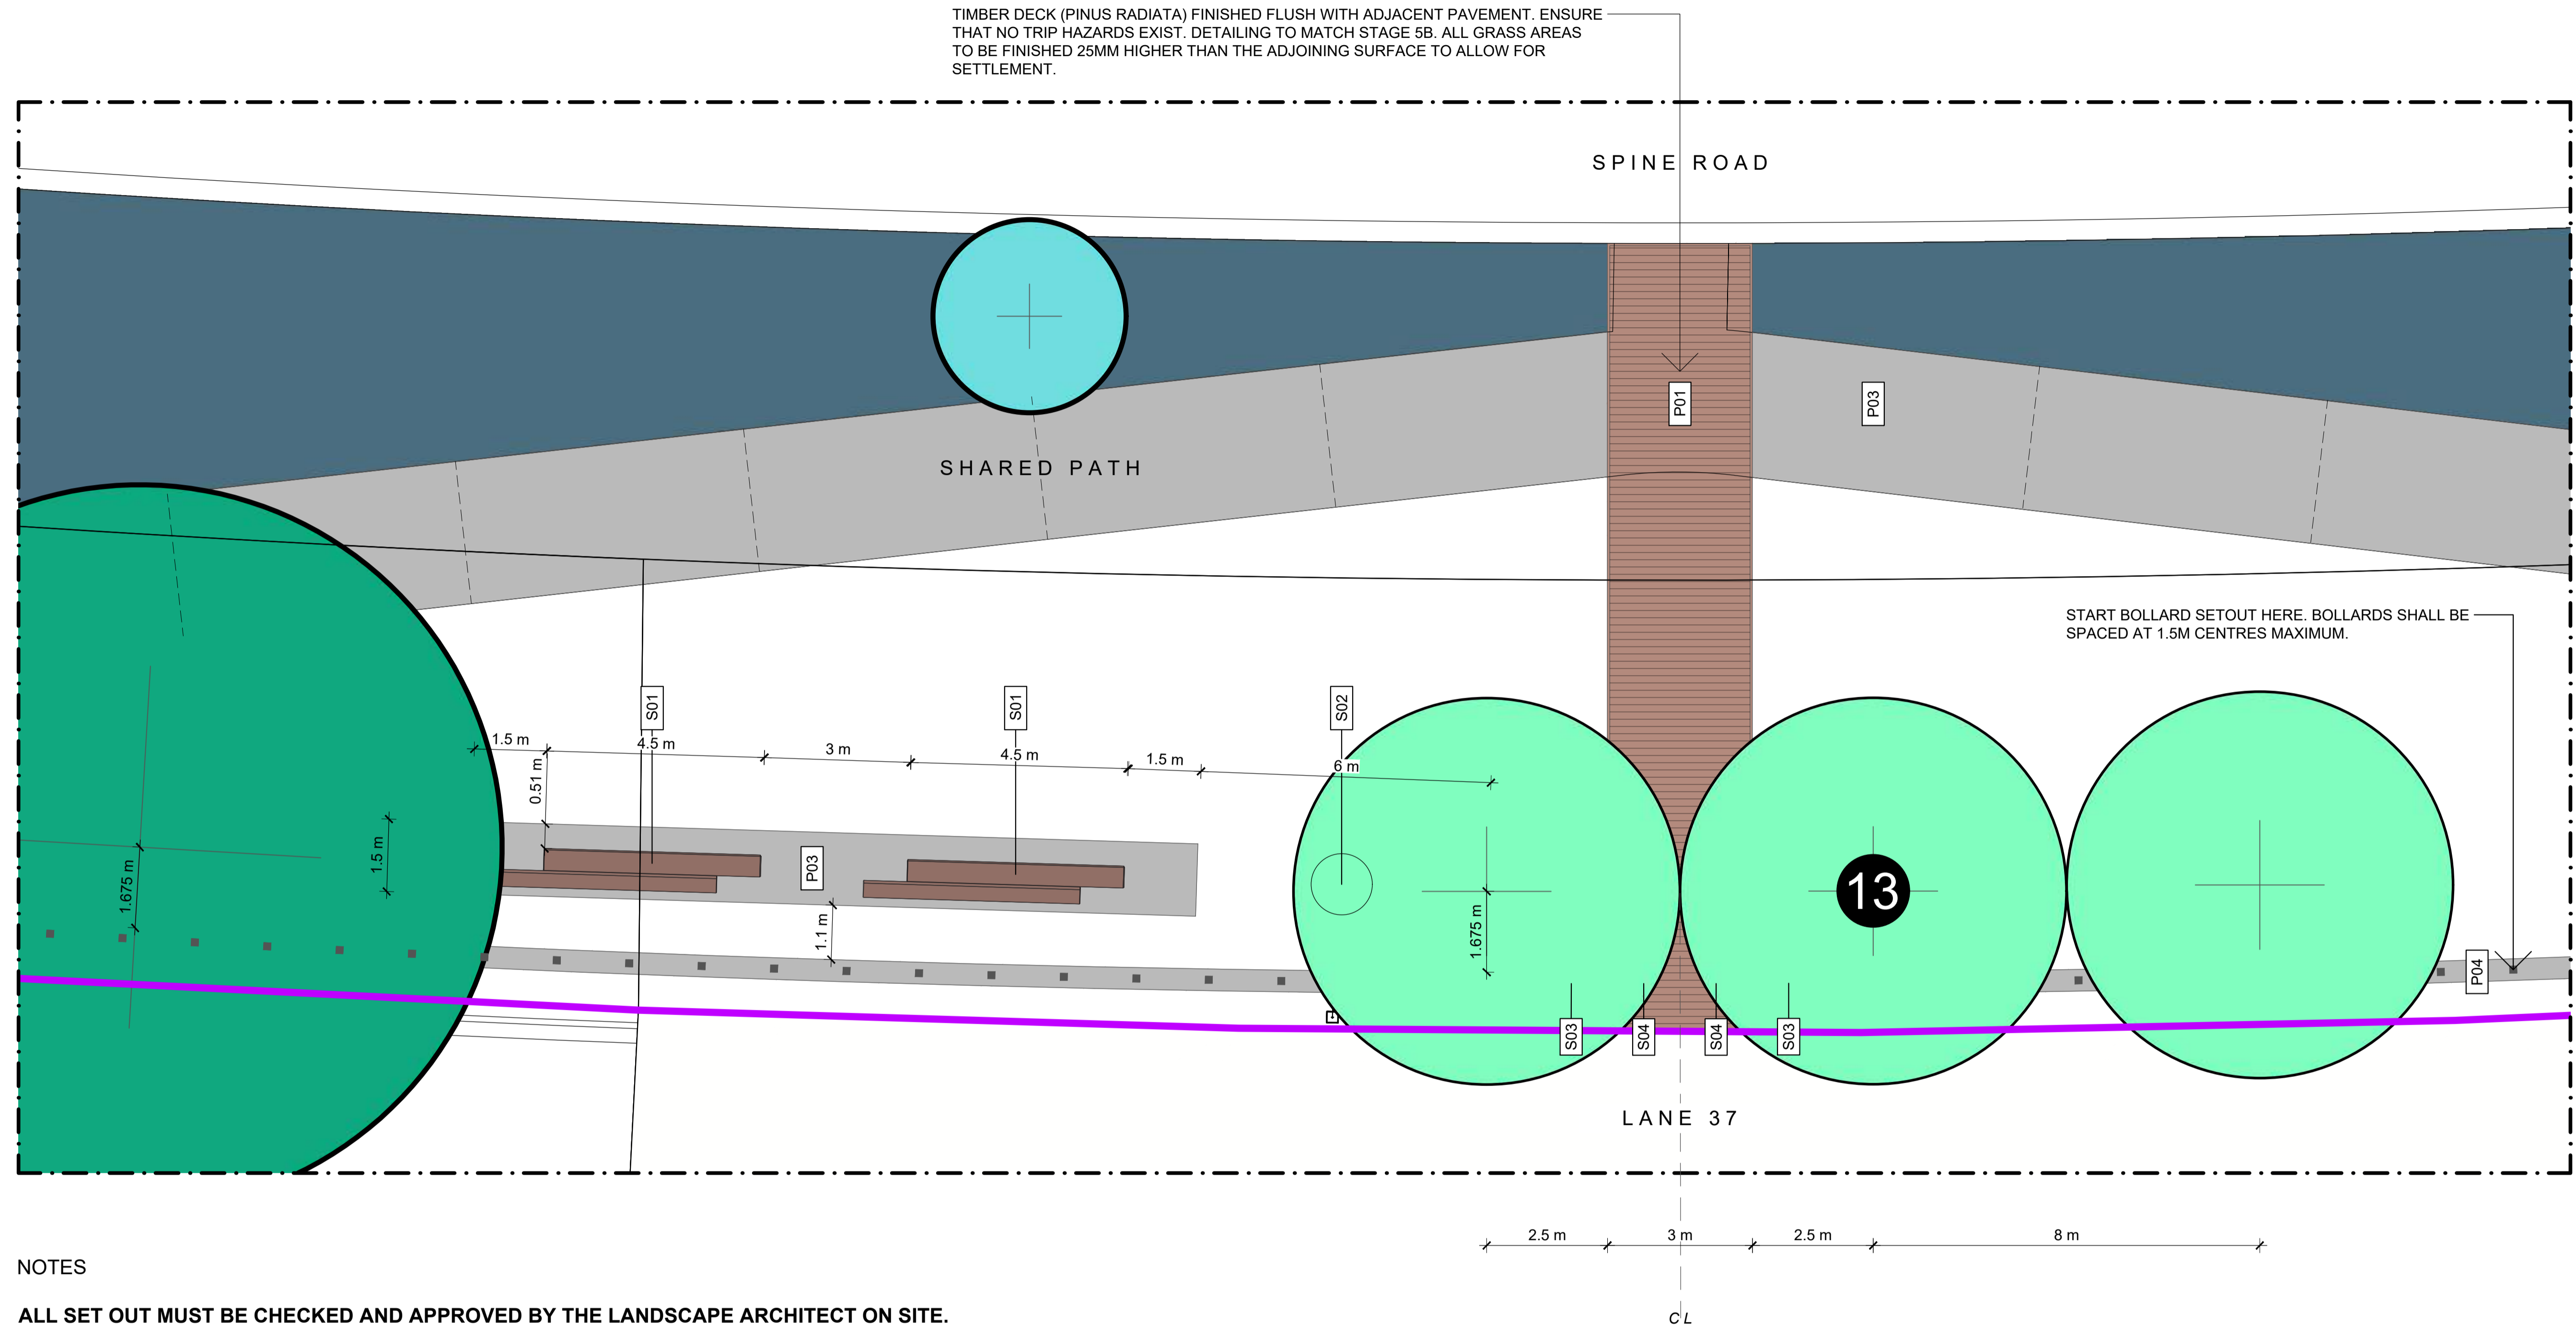 TIMBER DECK (PINUS RADIATA) FINISHED FLUSH WITH ADJACENT PAVEMENT. ENSURE
THAT NO TRIP HAZARDS EXIST. DETAILING TO MATCH STAGE 5B. ALL GRASS AREAS
TO BE FINISHED 25MM HIGHER THAN THE ADJOINING SURFACE TO ALLOW FOR
SETTLEMENT.
SPINE ROAD
P01
P03
SHARED PATH
START BOLLARD SETOUT HERE. BOLLARDS SHALL BE
SPACED AT 1.5M CENTRES MAXIMUM.
S01
S01
S02
1.5 m
4.5 m
3 m
4.5 m
1.5 m
6 m
0.51 m
1.5 m
1.675 m
P03
1.1 m
1.675 m
13
P04
S03
S04
S04
S03
LANE 37
2.5 m
3 m
2.5 m
8 m
NOTES
ALL SET OUT MUST BE CHECKED AND APPROVED BY THE LANDSCAPE ARCHITECT ON SITE.
CL